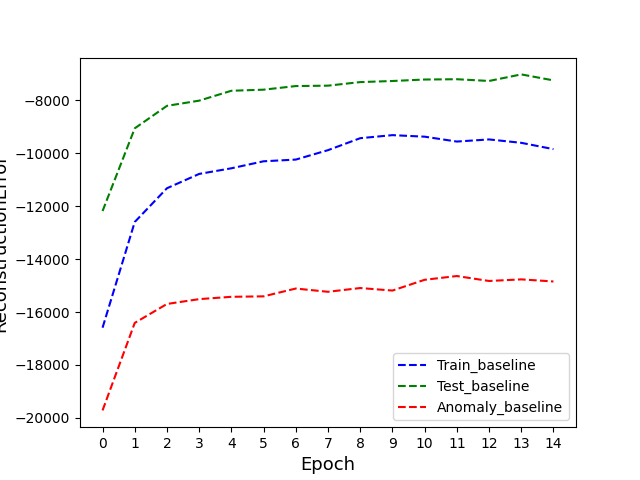 ReconstructionError
−8000
−10000
−12000
−14000
−16000
−18000
−20000
0 1 2 3 4 5 6 7 8 9 10 11 12 13 14
Epoch
Train_baseline
Test_baseline
Anomaly_baseline